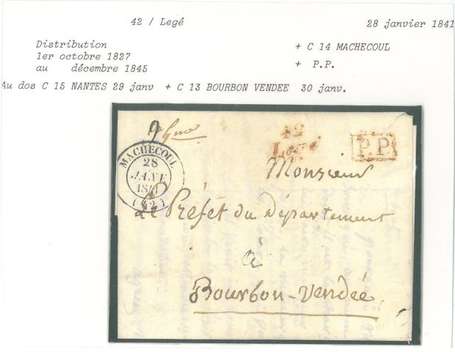 42 / Legé 28 janvier 1841
Distribution + C 14 MACHECOUL
1er octobre 1827 + P.P.
au décembre 1845
Au dos C 15 NANTES 29 janv + C 13 BOURBON VENDEE 30 janv.
42
Legé
P.P.
MACHECOUL
28
JANV
(42)
Monsieur
Le Préfet du Département
à
Bourbon-Vendée